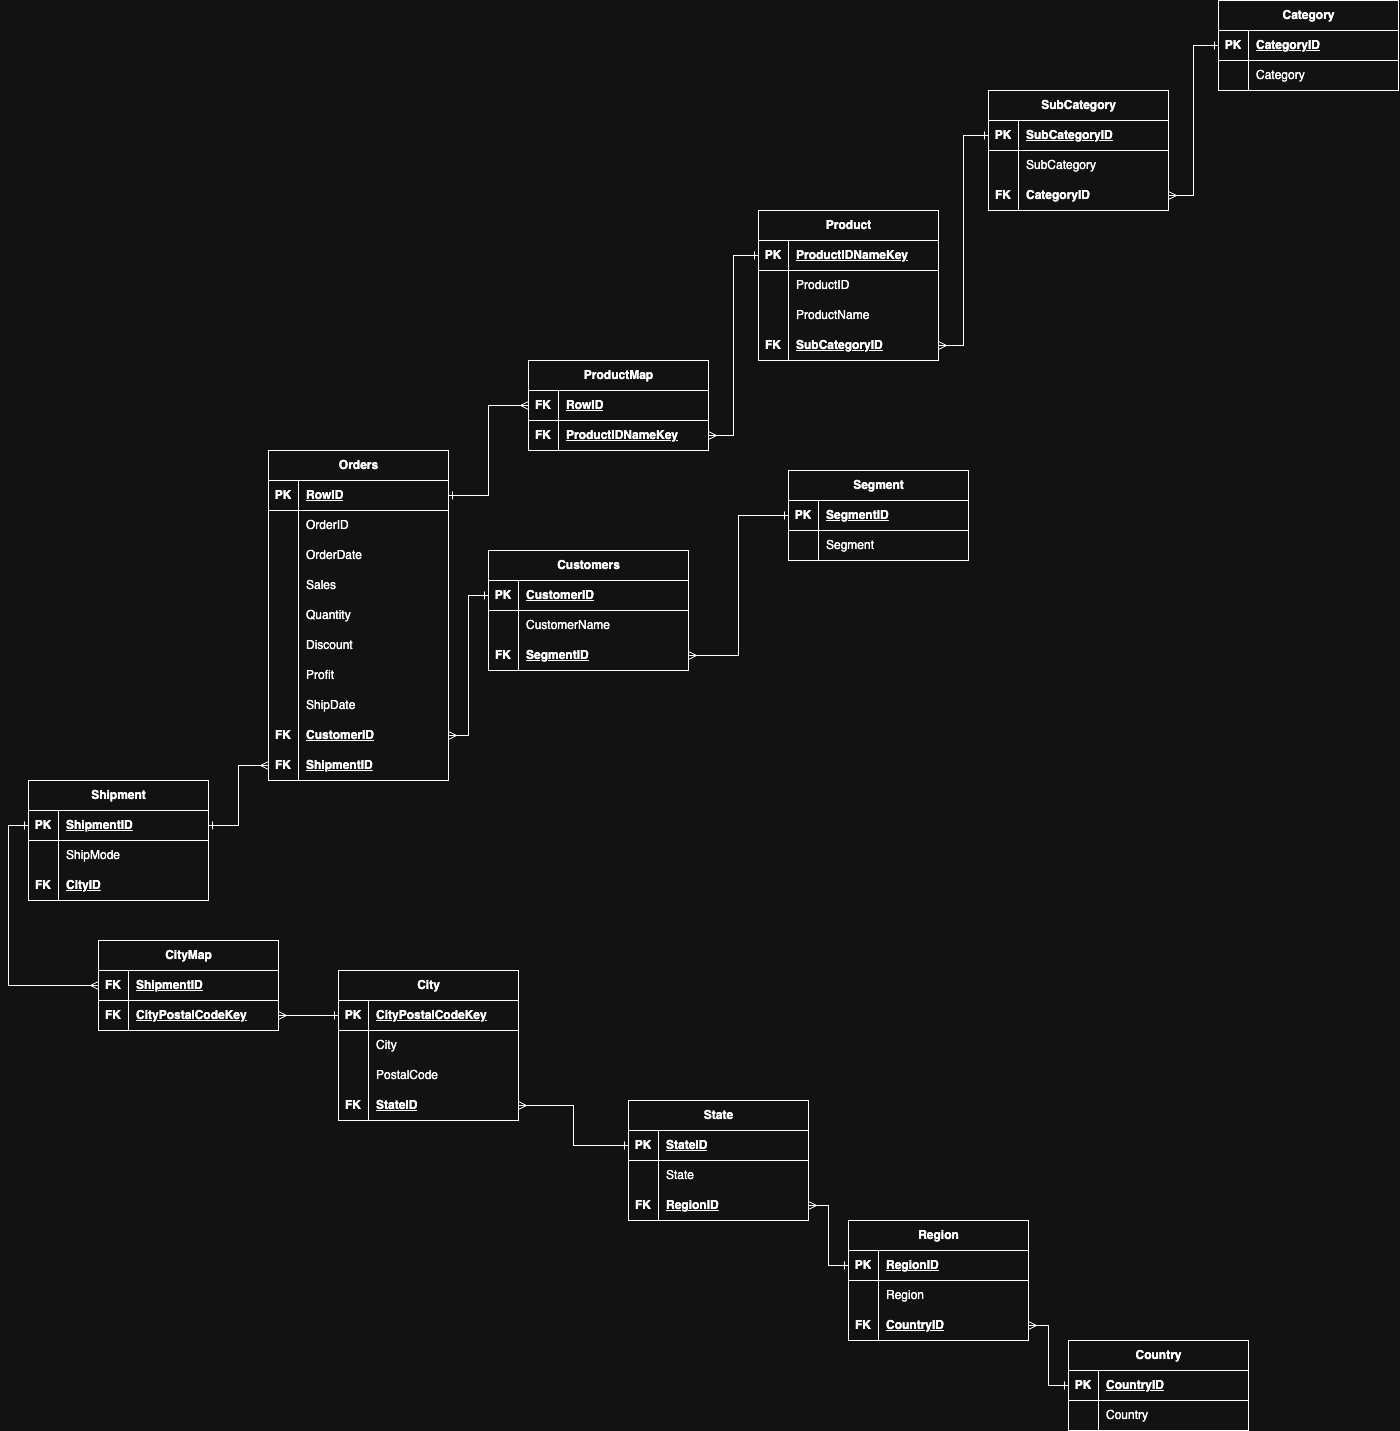 Category
PK CategoryID
Category
SubCategory
PK SubCategoryID
SubCategory
FK CategoryID
Product
PK ProductIDNameKey
ProductID
ProductName
FK SubCategoryID
ProductMap
FK RowID
FK ProductIDNameKey
Orders
PK RowID
OrderID
OrderDate
Sales
Quantity
Discount
Profit
ShipDate
FK CustomerID
FK ShipmentID
Segment
PK SegmentID
Segment
Customers
PK CustomerID
CustomerName
FK SegmentID
Shipment
PK ShipmentID
ShipMode
FK CityID
CityMap
FK ShipmentID
FK CityPostalCodeKey
City
PK CityPostalCodeKey
City
PostalCode
FK StateID
State
PK StateID
State
FK RegionID
Region
PK RegionID
Region
FK CountryID
Country
PK CountryID
Country